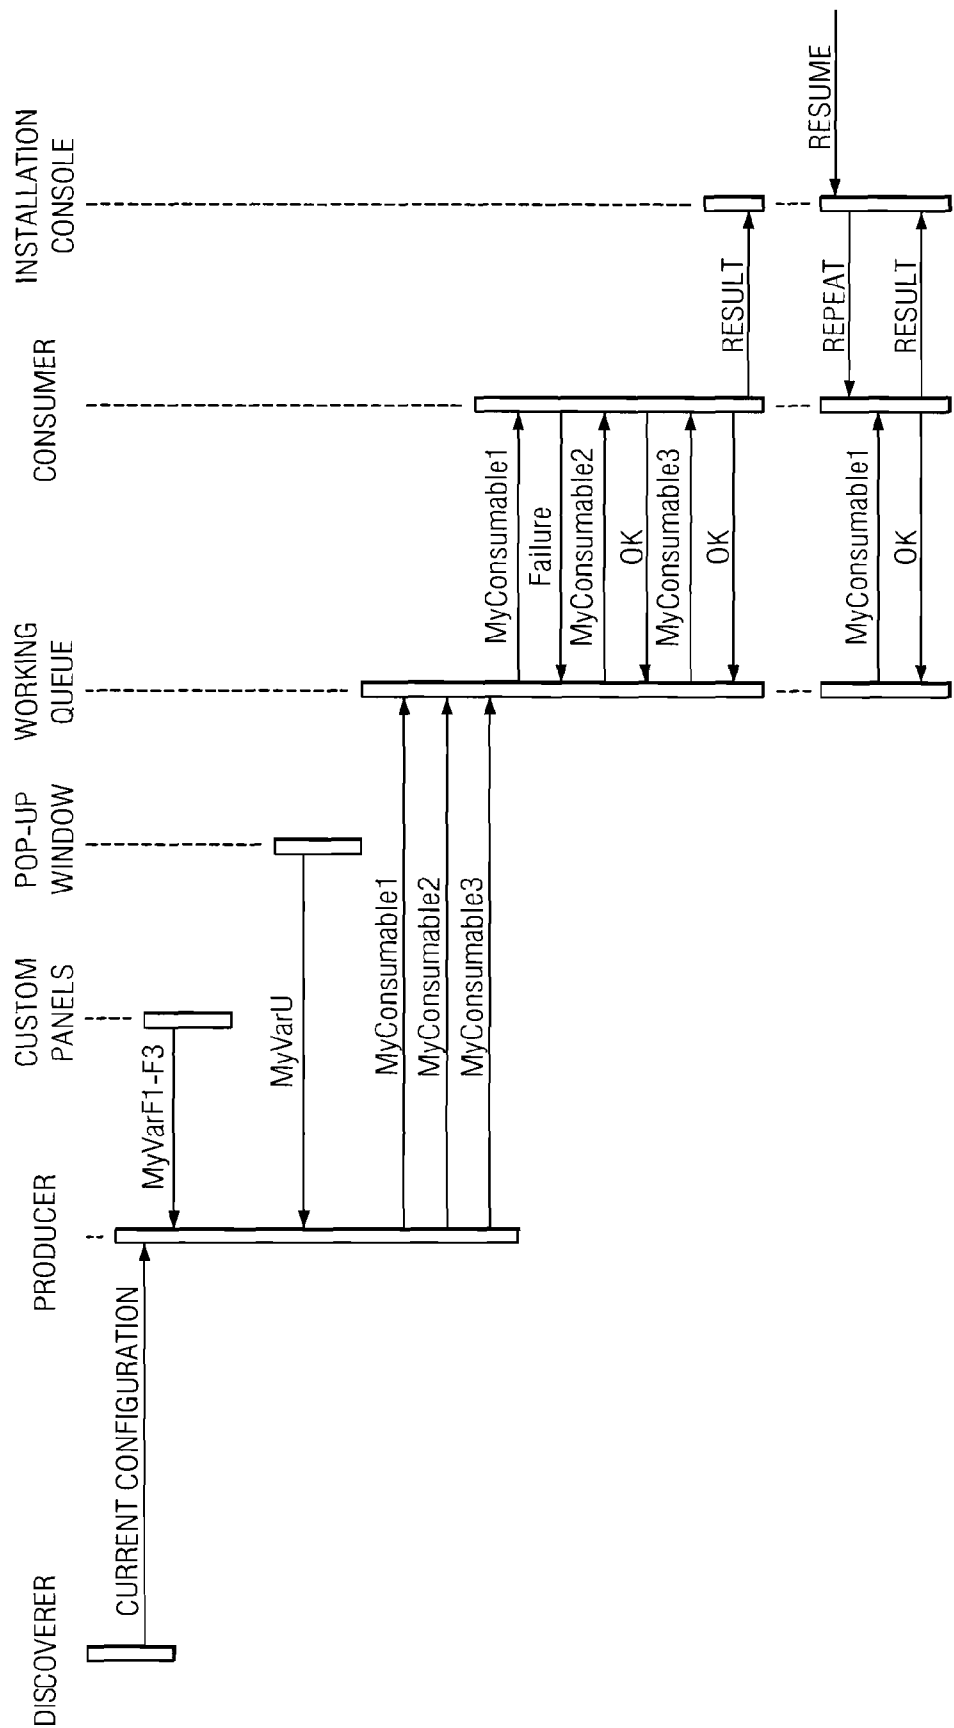 DISCOVERER
PRODUCER
CUSTOM
PANELS
POP-UP
WINDOW
WORKING
QUEUE
CONSUMER
INSTALLATION
CONSOLE
CURRENT CONFIGURATION
MyVarF1-F3
MyVarU
MyConsumable1
MyConsumable2
MyConsumable3
MyConsumable1
Failure
MyConsumable2
OK
MyConsumable3
OK
RESULT
RESUME
REPEAT
MyConsumable1
OK
RESULT